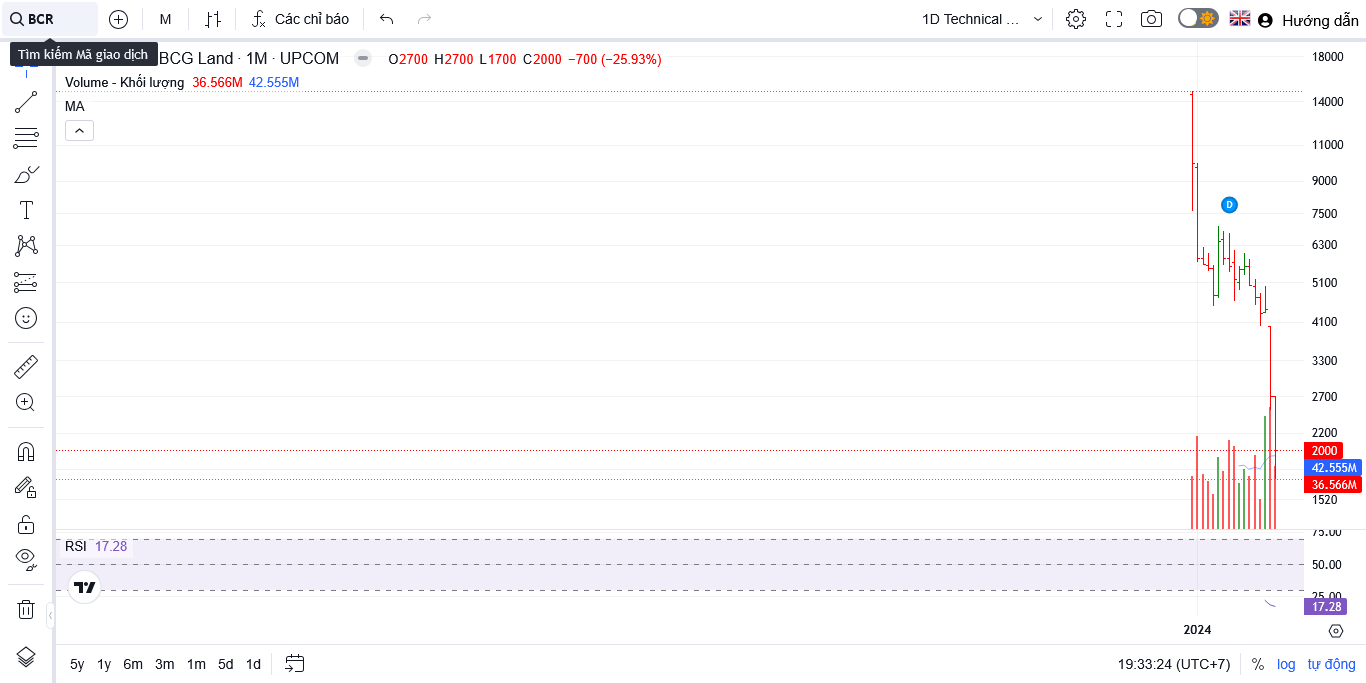 BCR
M
Các chỉ báo
1D Technical ...
Hướng dẫn
Tìm kiếm Mã giao dịch
BCG Land · 1M · UPCOM
O2700 H2700 L1700 C2000 −700 (−25.93%)
Volume - Khối lượng 36.566M 42.555M
MA
D
18000
14000
11000
9000
7500
6300
5100
4100
3300
2700
2200
2000
42.555M
36.566M
1520
RSI 17.28
75.00
50.00
25.00
17.28
2024
5y 1y 6m 3m 1m 5d 1d
19:33:24 (UTC+7)
% log tự động